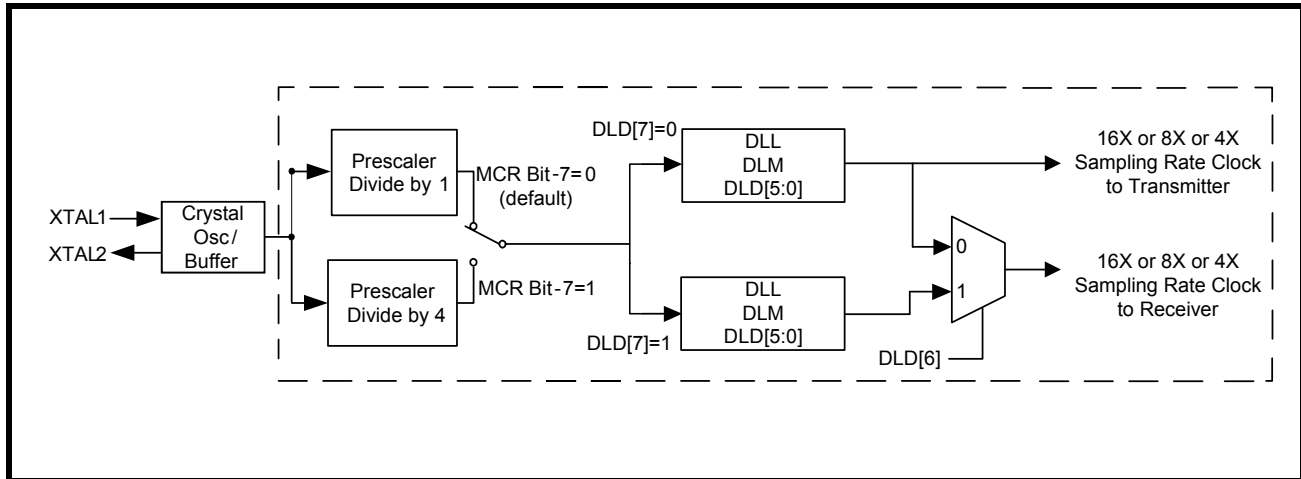 XTAL1
XTAL2
Crystal
Osc/
Buffer
Prescaler
Divide by 1
Prescaler
Divide by 4
MCR Bit-7=0
(default)
MCR Bit-7=1
DLD[7]=0
DLL
DLM
DLD[5:0]
DLD[7]=1
DLL
DLM
DLD[5:0]
0
1
DLD[6]
16X or 8X or 4X
Sampling Rate Clock
to Transmitter
16X or 8X or 4X
Sampling Rate Clock
to Receiver